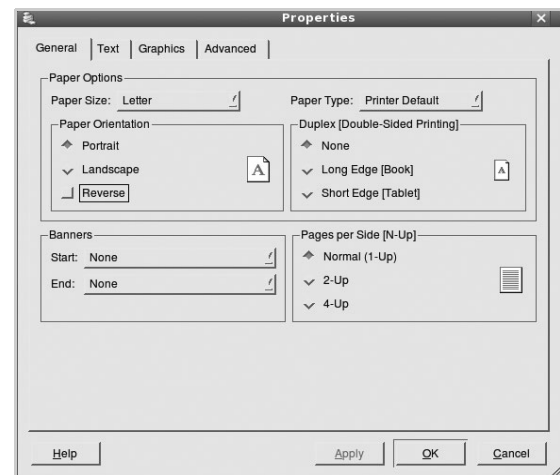 Properties
General Text Graphics Advanced
Paper Options
Paper Size: Letter
Paper Type: Printer Default
Paper Orientation
Portrait
Landscape
Reverse
A
Duplex [Double-Sided Printing]
None
Long Edge [Book]
Short Edge [Tablet]
A
Banners
Start: None
End: None
Pages per Side [N-Up]
Normal (1-Up)
2-Up
4-Up
Help Apply OK Cancel